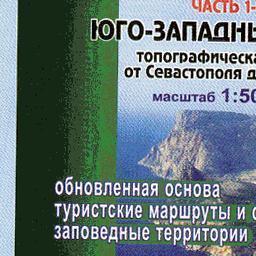 ЧАСТЬ 1-
ЮГО-ЗАПАДНЫ
топографическа
от Севастополя д
масштаб 1:50
обновленная основа
туристские маршруты и о
заповедные территории